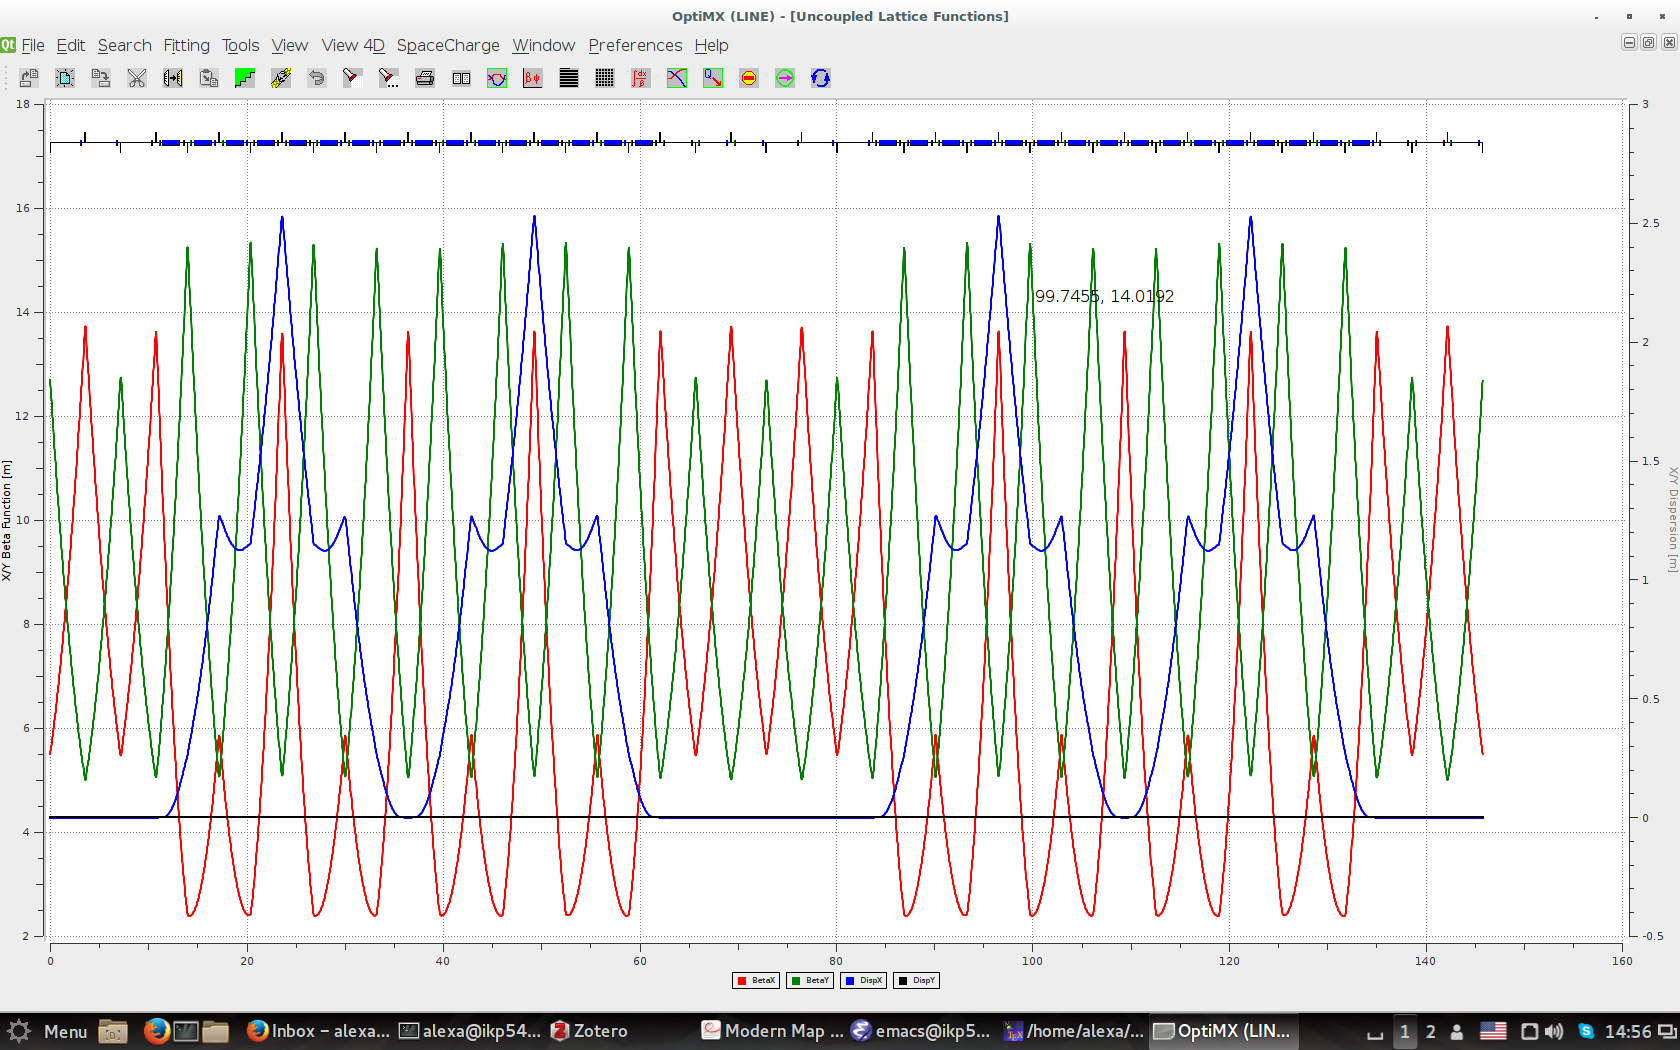 OptiMX (LINE) - [Uncoupled Lattice Functions]
Qt File Edit Search Fitting Tools View View 4D SpaceCharge Window Preferences Help
18
16
14
12
10
8
6
4
2
X/Y Beta Function [m]
3
2.5
2
1.5
1
0.5
0
-0.5
X/Y Dispersion [m]
99.7455, 14.0192
0 20 40 60 80 100 120 140 160
BetaX BetaY DispX DispY
Menu Inbox – alexa... alexa@ikp54... Zotero Modern Map ... emacs@ikp5... /home/alexa/... OptiMX (LIN... 1 2 14:56